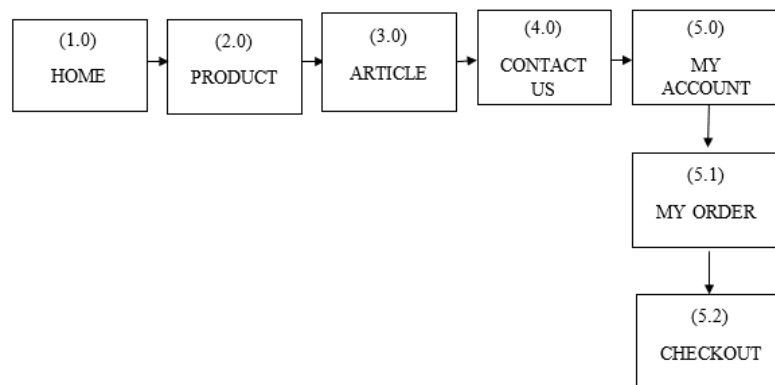 (1.0)
HOME
(2.0)
PRODUCT
(3.0)
ARTICLE
(4.0)
CONTACT
US
(5.0)
MY
ACCOUNT
(5.1)
MY ORDER
(5.2)
CHECKOUT